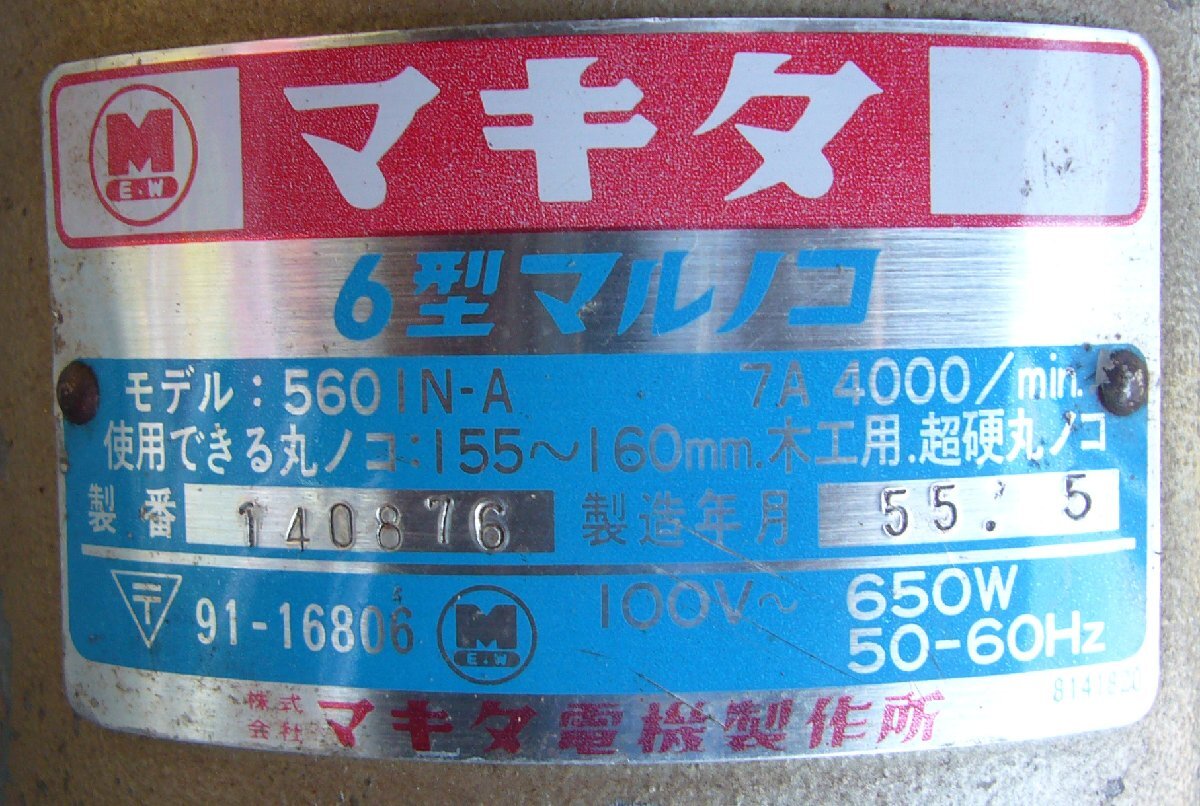 M
E·W
マキタ
6型マルノコ
モデル:5601N-A 7A 4000/min.
使用できる丸ノコ:155~160mm.木工用.超硬丸ノコ
製番 140876 製造年月 55.5
〒 91-16806 M E·W 100V~ 650W
50-60Hz
株式会社 マキタ電機製作所